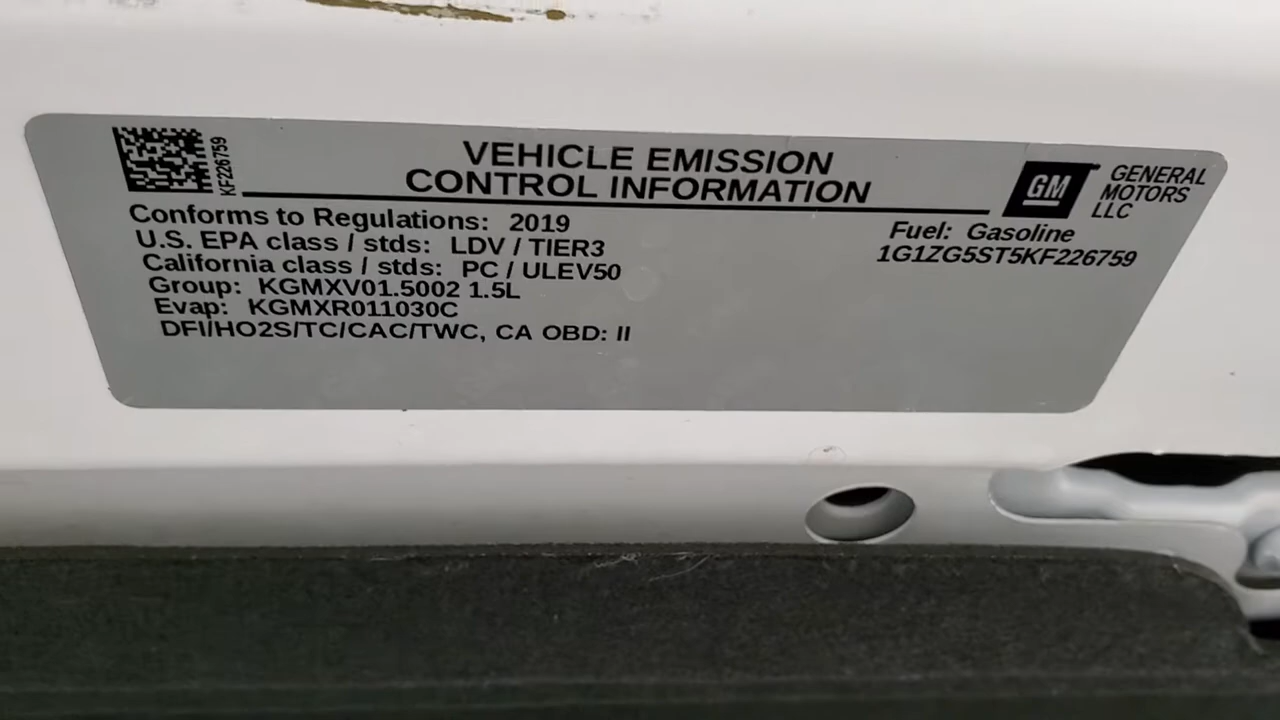 KF226759
VEHICLE EMISSION
CONTROL INFORMATION
GM
GENERAL
MOTORS
LLC
Conforms to Regulations: 2019
U.S. EPA class / stds: LDV / TIER3
California class / stds: PC / ULEV50
Group: KGMXV01.5002 1.5L
Evap: KGMXR011030C
DFI/HO2S/TC/CAC/TWC, CA OBD: II
Fuel: Gasoline
1G1ZG5ST5KF226759